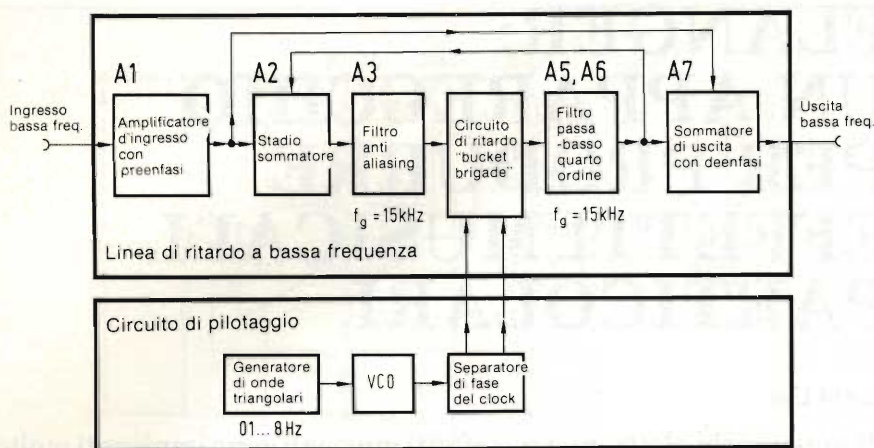 A1
A2
A3
A5, A6
A7
Ingresso
bassa freq.
Amplificatore
d'ingresso
con
preenfasi
Stadio
sommatore
Filtro
anti
aliasing
Circuito
di ritardo
"bucket
brigade"
Filtro
passa
-basso
quarto
ordine
Sommatore
di uscita
con deenfasi
Uscita
bassa freq.
fg = 15kHz
fg = 15kHz
Linea di ritardo a bassa frequenza
Circuito di pilotaggio
Generatore
di onde
triangolari
VCO
Separatore
di fase
del clock
01... 8Hz